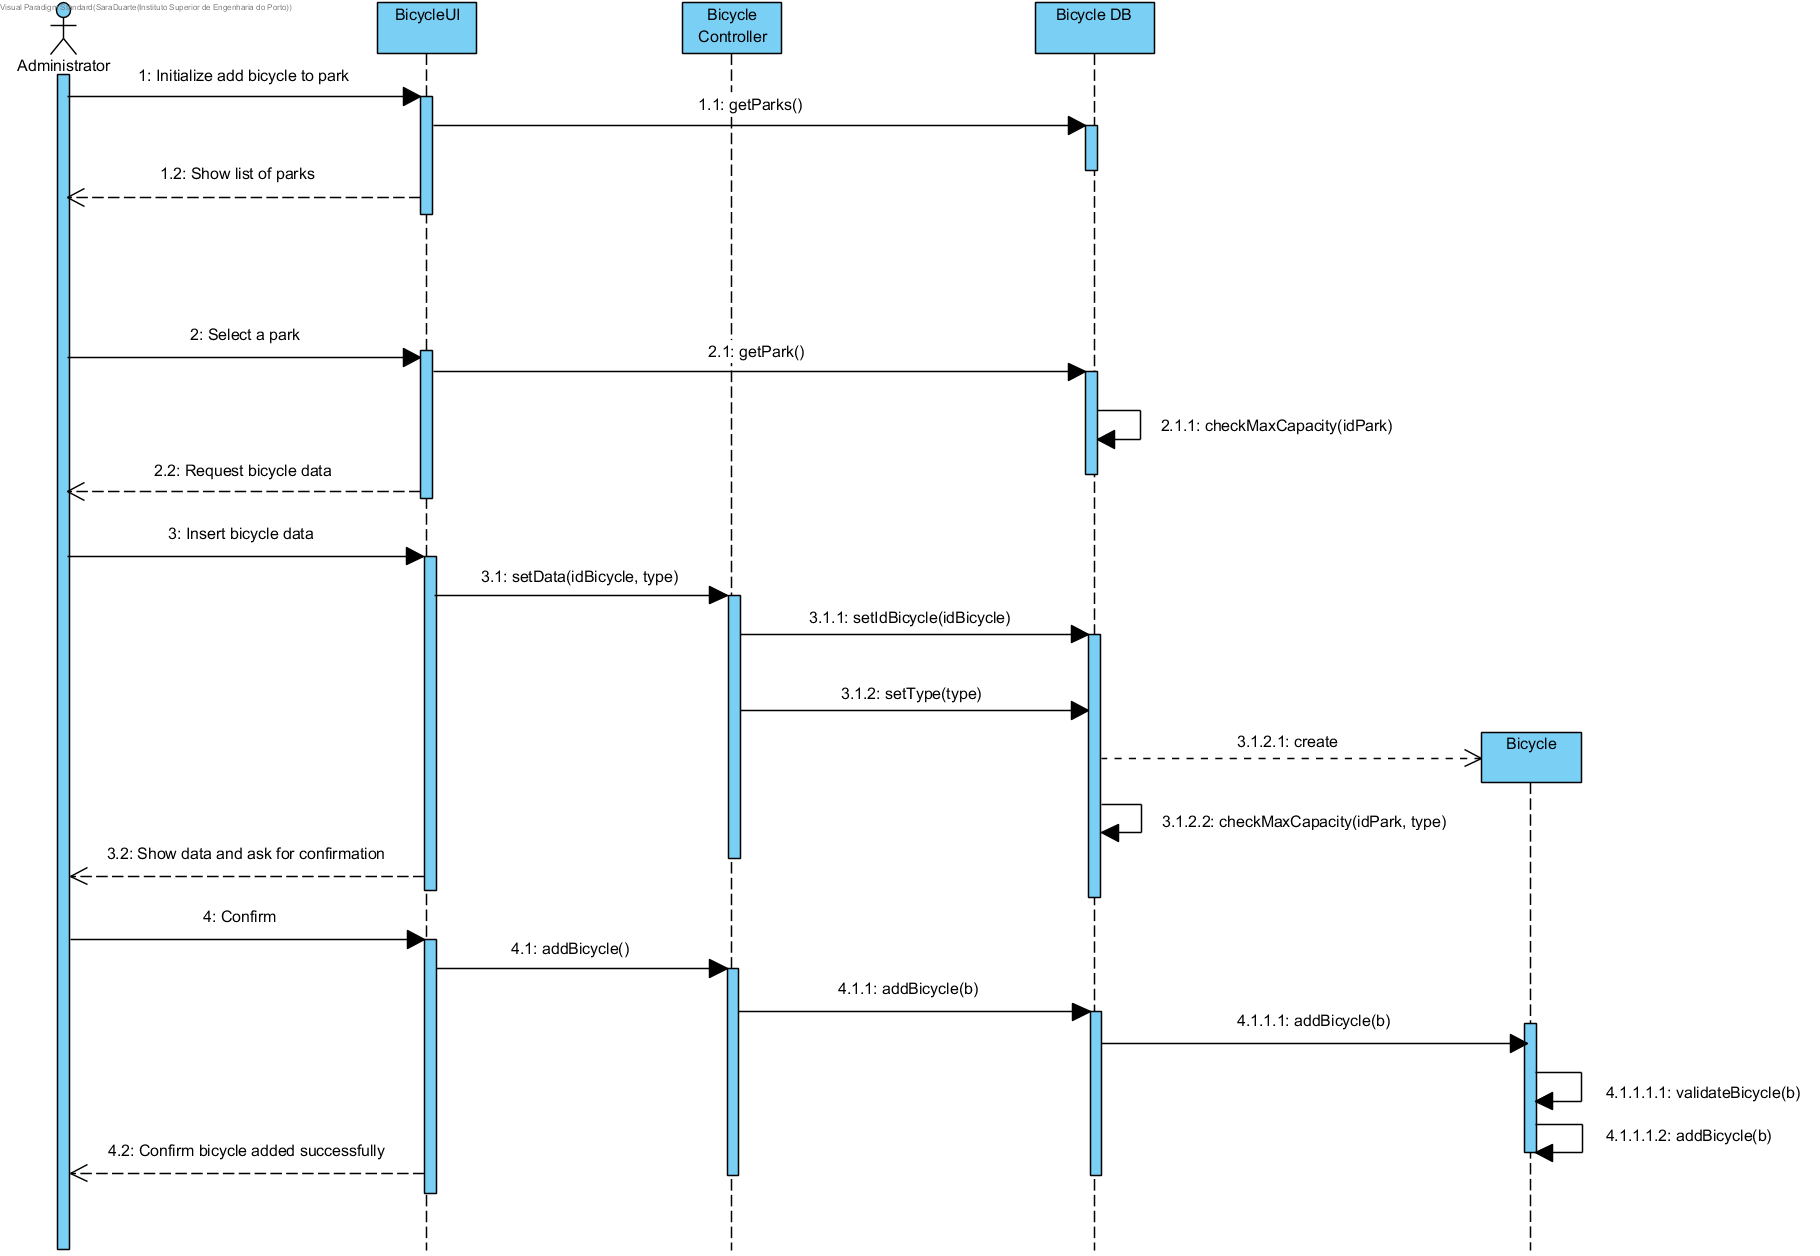 Visual Paradigm Standard(SaraDuarte(Instituto Superior de Engenharia do Porto))
BicycleUI
Bicycle
Controller
Bicycle DB
Administrator
1: Initialize add bicycle to park
1.1: getParks()
1.2: Show list of parks
2: Select a park
2.1: getPark()
2.1.1: checkMaxCapacity(idPark)
2.2: Request bicycle data
3: Insert bicycle data
3.1: setData(idBicycle, type)
3.1.1: setIdBicycle(idBicycle)
3.1.2: setType(type)
3.1.2.1: create
Bicycle
3.1.2.2: checkMaxCapacity(idPark, type)
3.2: Show data and ask for confirmation
4: Confirm
4.1: addBicycle()
4.1.1: addBicycle(b)
4.1.1.1: addBicycle(b)
4.1.1.1.1: validateBicycle(b)
4.1.1.1.2: addBicycle(b)
4.2: Confirm bicycle added successfully